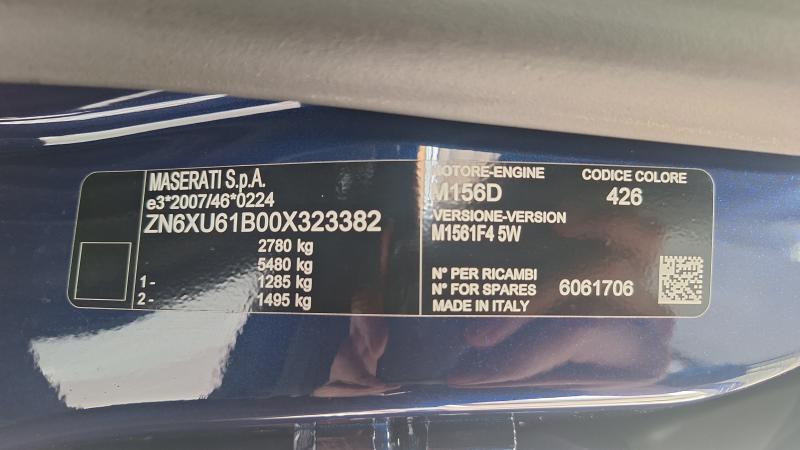 MASERATI S.p.A.
e3*2007/46*0224
ZN6XU61B00X323382
2780 kg
5480 kg
1- 1285 kg
2- 1495 kg
MOTORE-ENGINE
M156D
CODICE COLORE
426
VERSIONE-VERSION
M1561F4 5W
N° PER RICAMBI
N° FOR SPARES 6061706
MADE IN ITALY